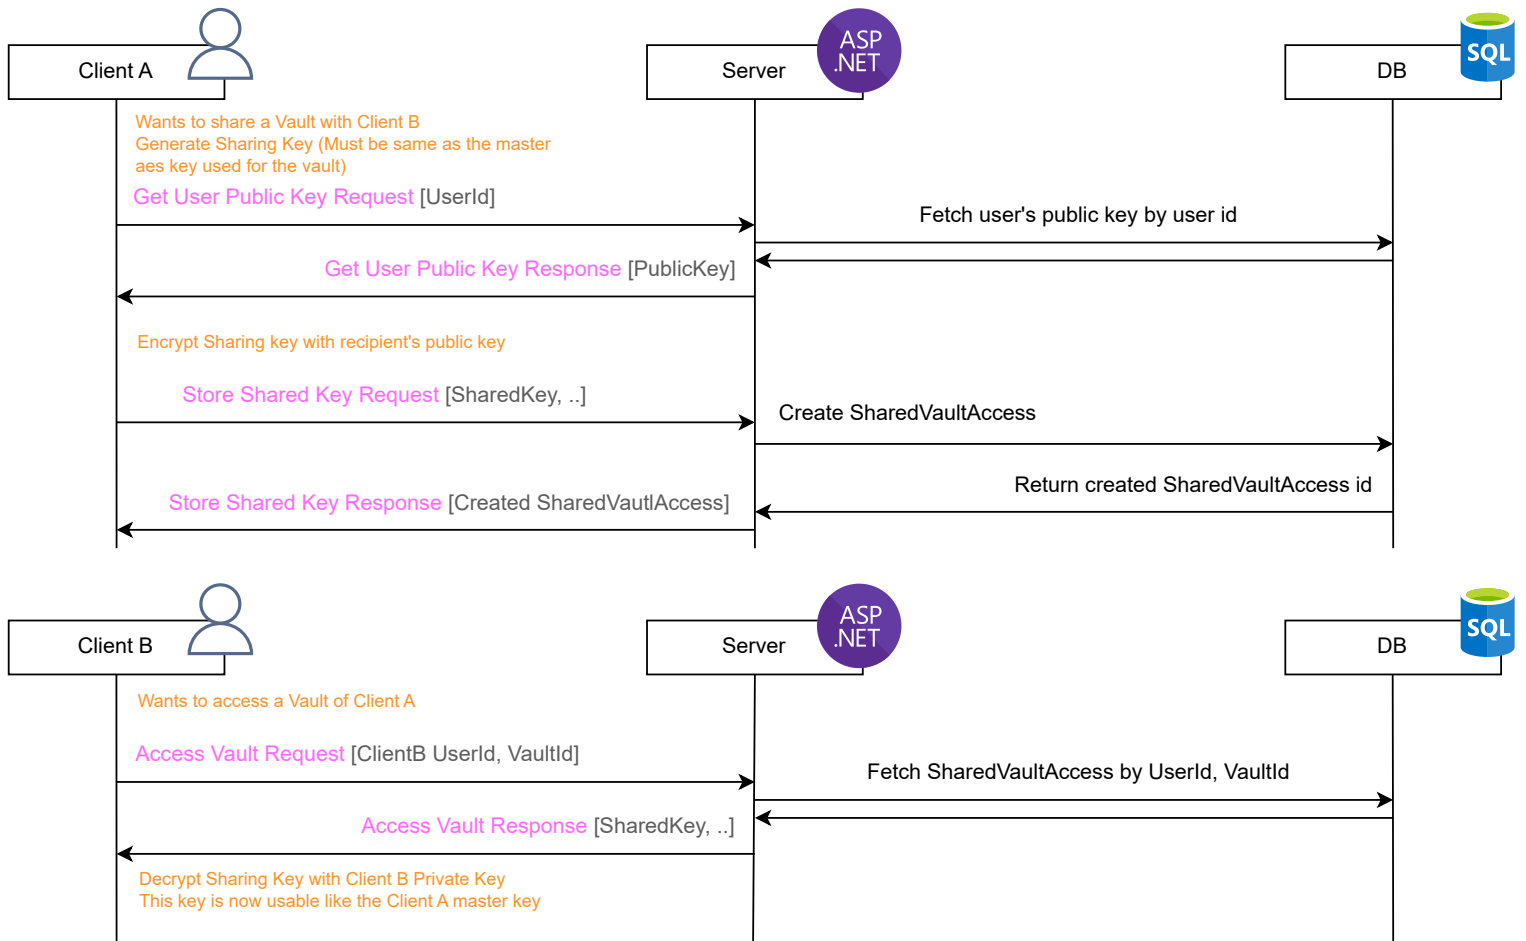 Client A
ASP
.NET
Server
DB
SQL
Wants to share a Vault with Client B
Generate Sharing Key (Must be same as the master
aes key used for the vault)
Get User Public Key Request [UserId]
Fetch user's public key by user id
Get User Public Key Response [PublicKey]
Encrypt Sharing key with recipient's public key
Store Shared Key Request [SharedKey, ..]
Create SharedVaultAccess
Return created SharedVaultAccess id
Store Shared Key Response [Created SharedVautlAccess]
Client B
ASP
.NET
Server
DB
SQL
Wants to access a Vault of Client A
Access Vault Request [ClientB UserId, VaultId]
Fetch SharedVaultAccess by UserId, VaultId
Access Vault Response [SharedKey, ..]
Decrypt Sharing Key with Client B Private Key
This key is now usable like the Client A master key